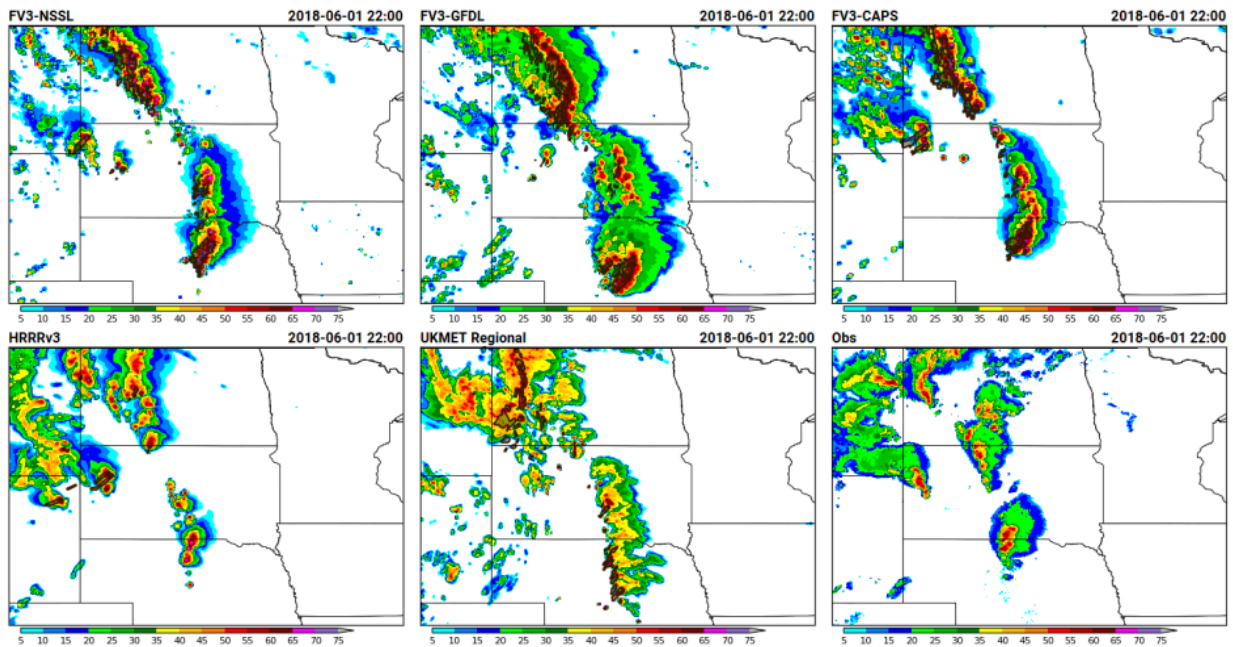 FV3-NSSL 2018-06-01 22:00
FV3-GFDL 2018-06-01 22:00
FV3-CAPS 2018-06-01 22:00
5 10 15 20 25 30 35 40 45 50 55 60 65 70 75
5 10 15 20 25 30 35 40 45 50 55 60 65 70 75
5 10 15 20 25 30 35 40 45 50 55 60 65 70 75
HRRRv3 2018-06-01 22:00
UKMET Regional 2018-06-01 22:00
Obs 2018-06-01 22:00
5 10 15 20 25 30 35 40 45 50 55 60 65 70 75
5 10 15 20 25 30 35 40 45 50 55 60 65 70 75
5 10 15 20 25 30 35 40 45 50 55 60 65 70 75